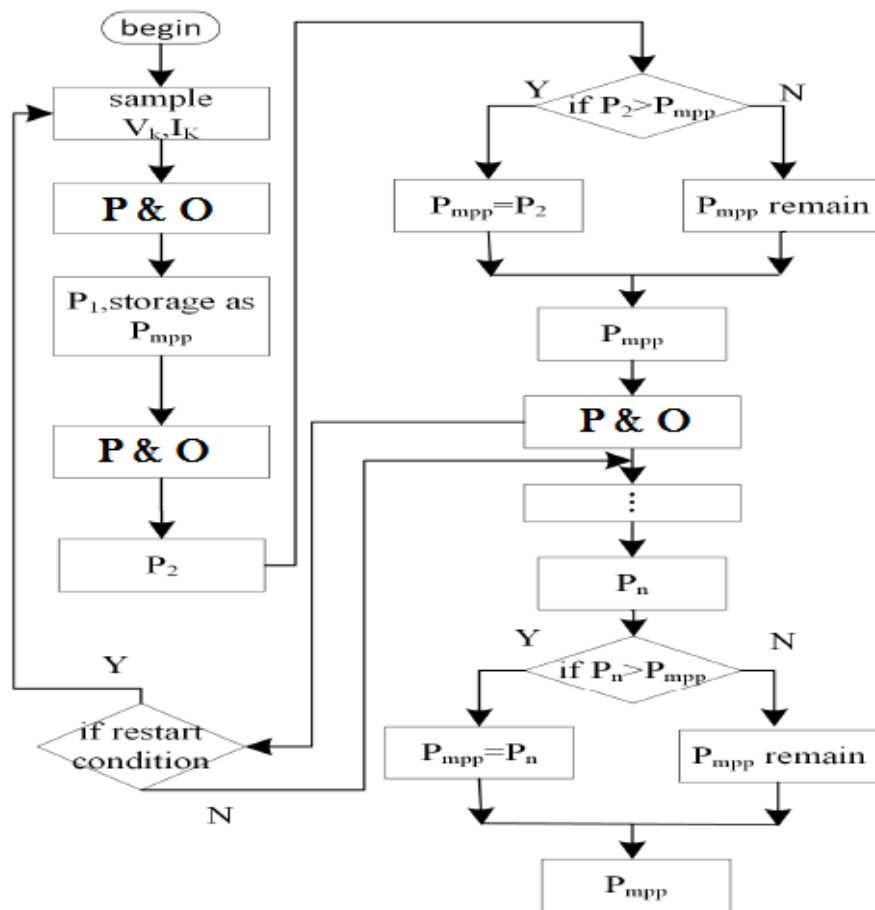 begin
sample
Vk,IK
P & O
P1,storage as
Pmpp
P & O
P2
Y
if restart
condition
N
if P2>Pmpp
Y
N
Pmpp=P2
Pmpp remain
Pmpp
P & O
⋮
Pn
if Pn>Pmpp
Y
N
Pmpp=Pn
Pmpp remain
Pmpp